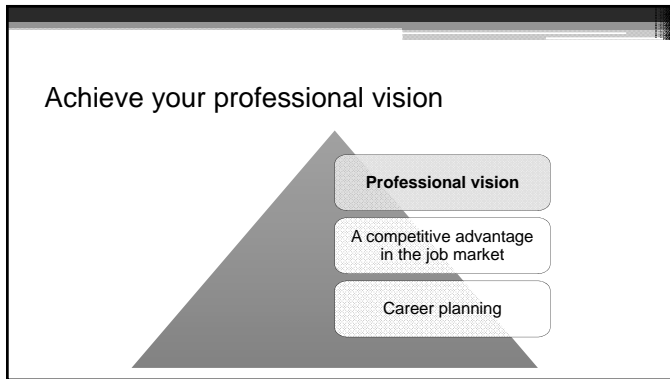 Achieve your professional vision
Professional vision
A competitive advantage
in the job market
Career planning